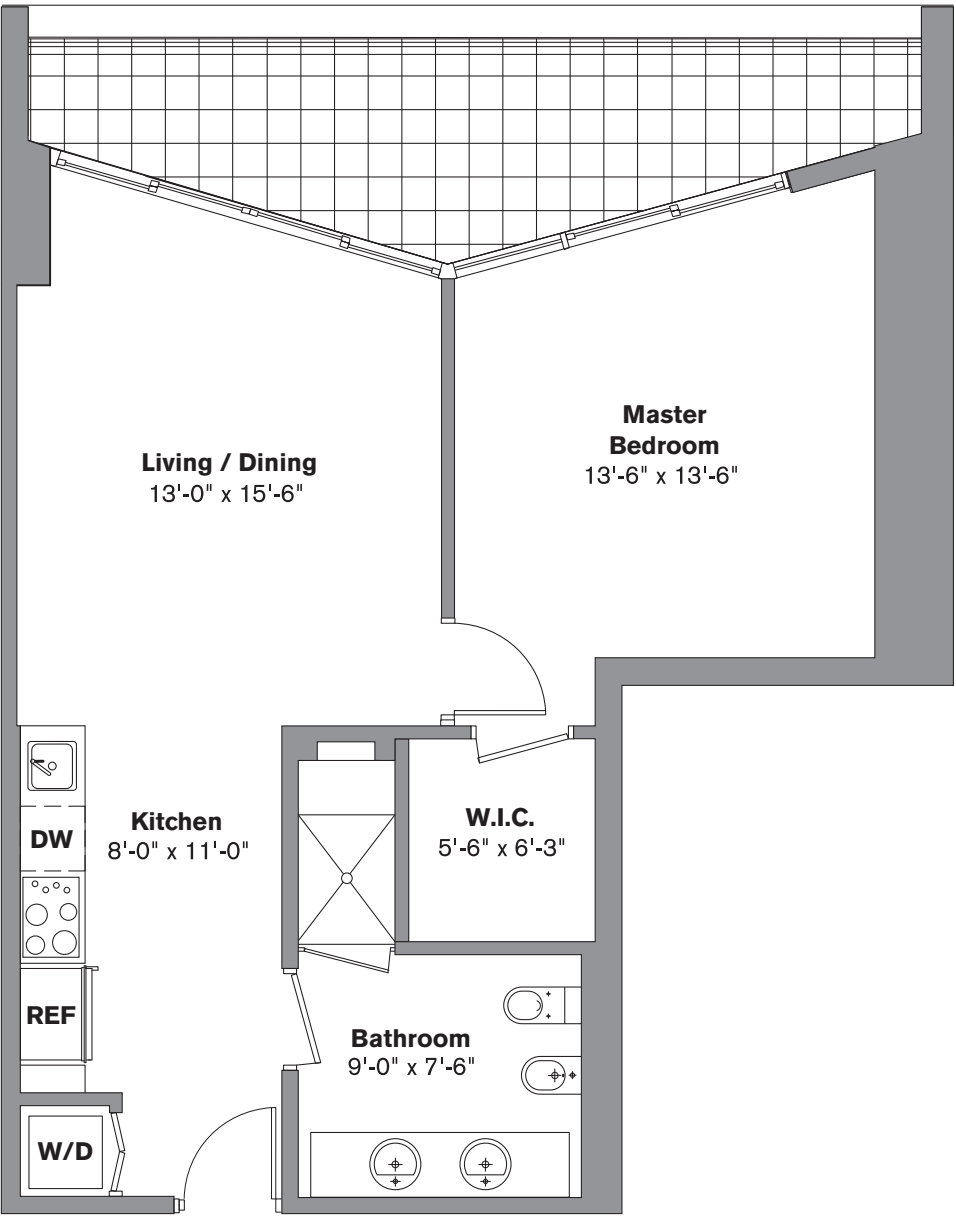 Master
Bedroom
13'-6" x 13'-6"
Living / Dining
13'-0" x 15'-6"
Kitchen
8'-0" x 11'-0"
W.I.C.
5'-6" x 6'-3"
DW
REF
Bathroom
9'-0" x 7'-6"
W/D